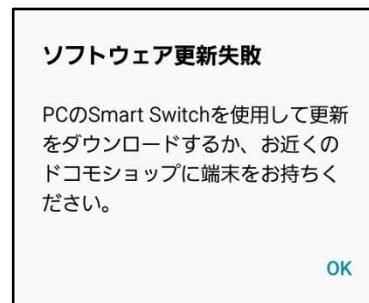 ソフトウェア更新失敗
PCのSmart Switchを使用して更新
をダウンロードするか、お近くの
ドコモショップに端末をお持ちく
ださい。
OK